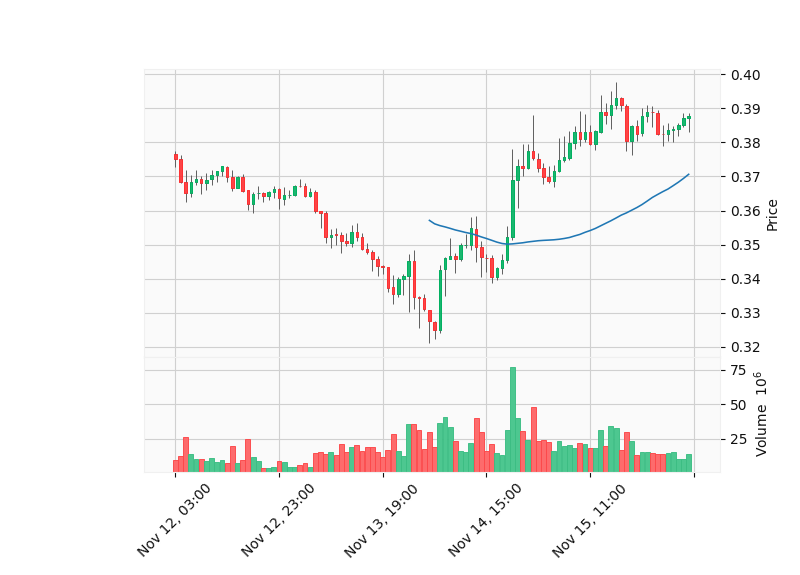 0.40
0.39
0.38
0.37
0.36
0.35
0.34
0.33
0.32
Price
75
50
25
Volume 10^6
Nov 12, 03:00
Nov 12, 23:00
Nov 13, 19:00
Nov 14, 15:00
Nov 15, 11:00